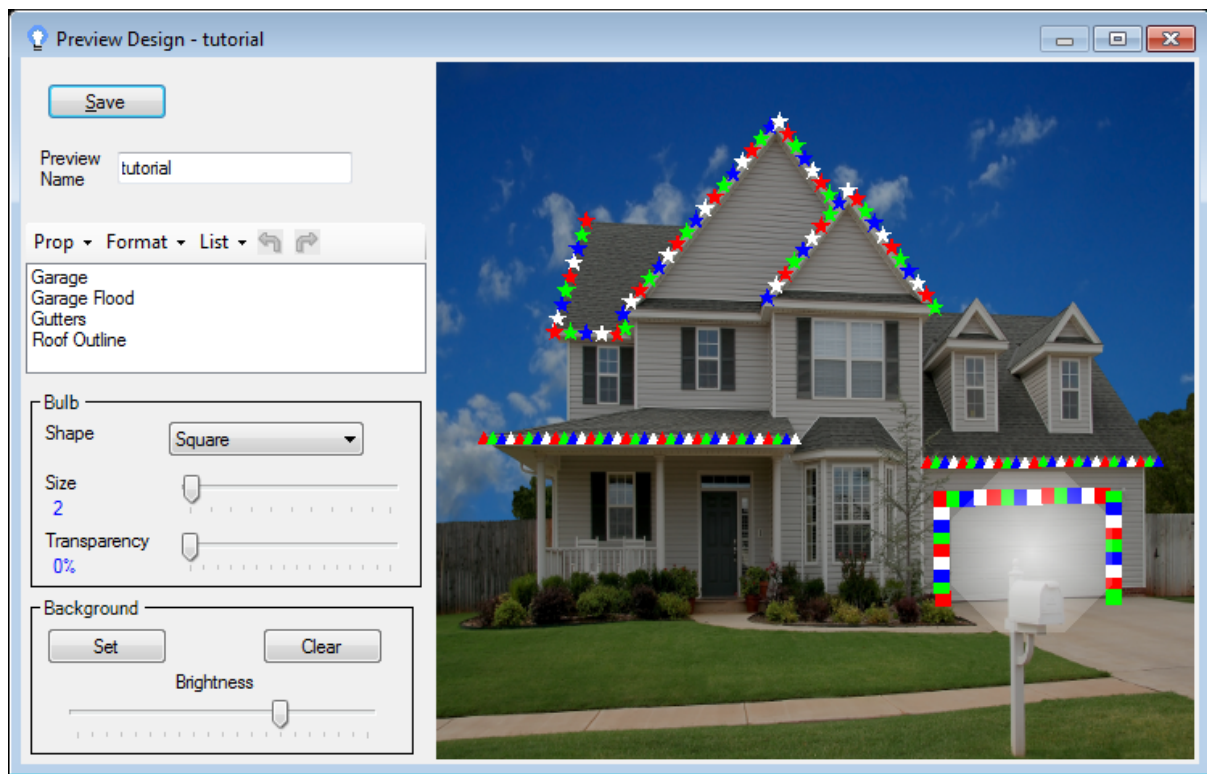 Preview Design - tutorial
Save
Preview
Name
tutorial
Prop Format List
Garage
Garage Flood
Gutters
Roof Outline
Bulb
Shape
Square
Size
2
Transparency
0%
Background
Set Clear
Brightness